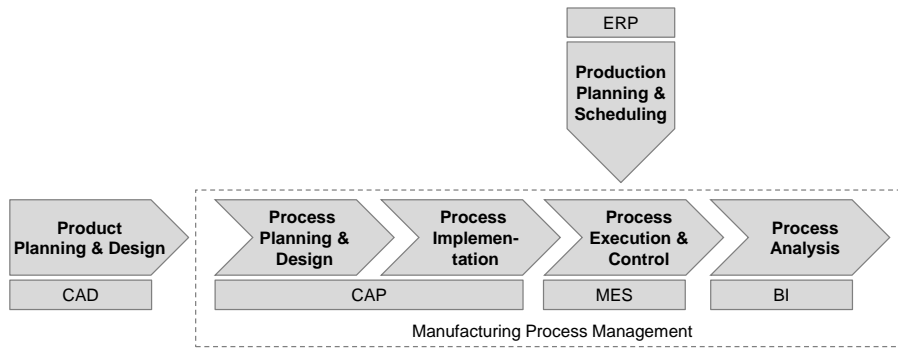 ERP
Production
Planning &
Scheduling
Product
Planning & Design
CAD
Process
Planning &
Design
Process
Implemen-
tation
CAP
Process
Execution &
Control
MES
Process
Analysis
BI
Manufacturing Process Management